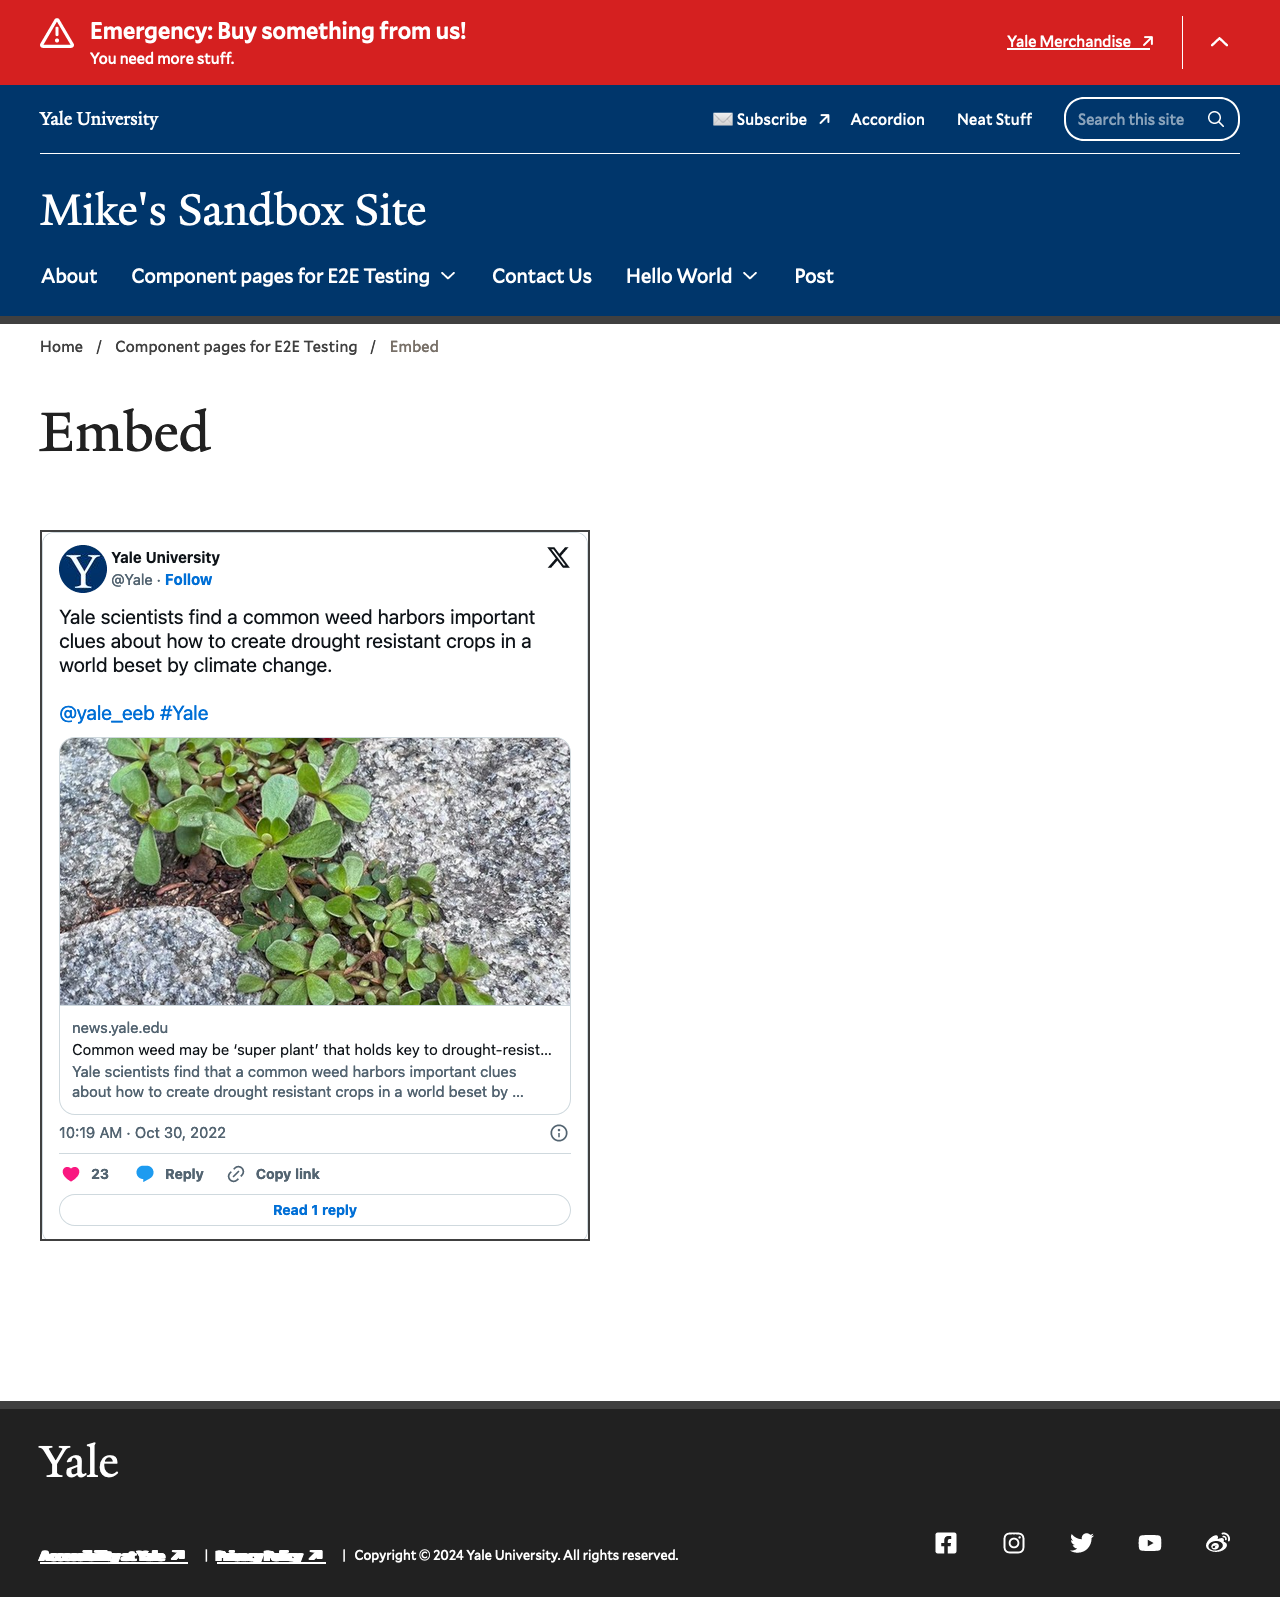 Emergency: Buy something from us!
You need more stuff.
Yale Merchandise
Yale University
Subscribe
Accordion
Neat Stuff
Search this site
Mike's Sandbox Site
About
Component pages for E2E Testing
Contact Us
Hello World
Post
Home / Component pages for E2E Testing / Embed
Embed
Y
Yale University
@Yale · Follow
Yale scientists find a common weed harbors important
clues about how to create drought resistant crops in a
world beset by climate change.
@yale_eeb #Yale
news.yale.edu
Common weed may be ‘super plant’ that holds key to drought-resist...
Yale scientists find that a common weed harbors important clues
about how to create drought resistant crops in a world beset by ...
10:19 AM · Oct 30, 2022
23
Reply
Copy link
Read 1 reply
Yale
Accessibility at Yale | Privacy Policy | Copyright © 2024 Yale University. All rights reserved.